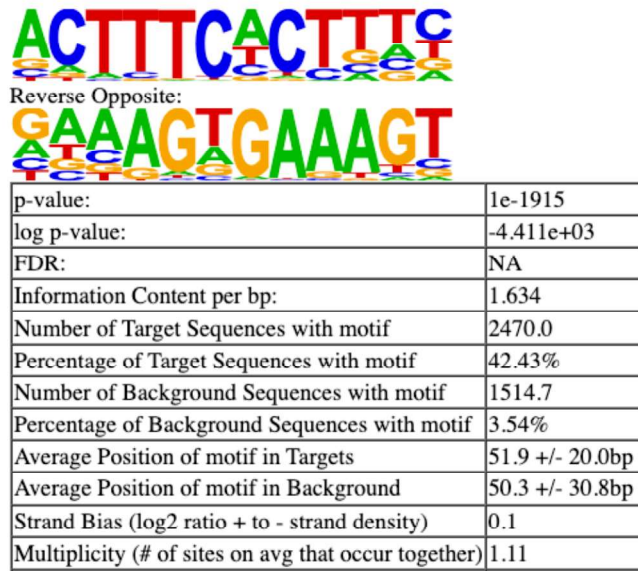 ACTTTCACTTTC
Reverse Opposite:
GAAAGTGAAAGT
p-value: 1e-1915
log p-value: -4.411e+03
FDR: NA
Information Content per bp: 1.634
Number of Target Sequences with motif 2470.0
Percentage of Target Sequences with motif 42.43%
Number of Background Sequences with motif 1514.7
Percentage of Background Sequences with motif 3.54%
Average Position of motif in Targets 51.9 +/- 20.0bp
Average Position of motif in Background 50.3 +/- 30.8bp
Strand Bias (log2 ratio + to - strand density) 0.1
Multiplicity (# of sites on avg that occur together) 1.11